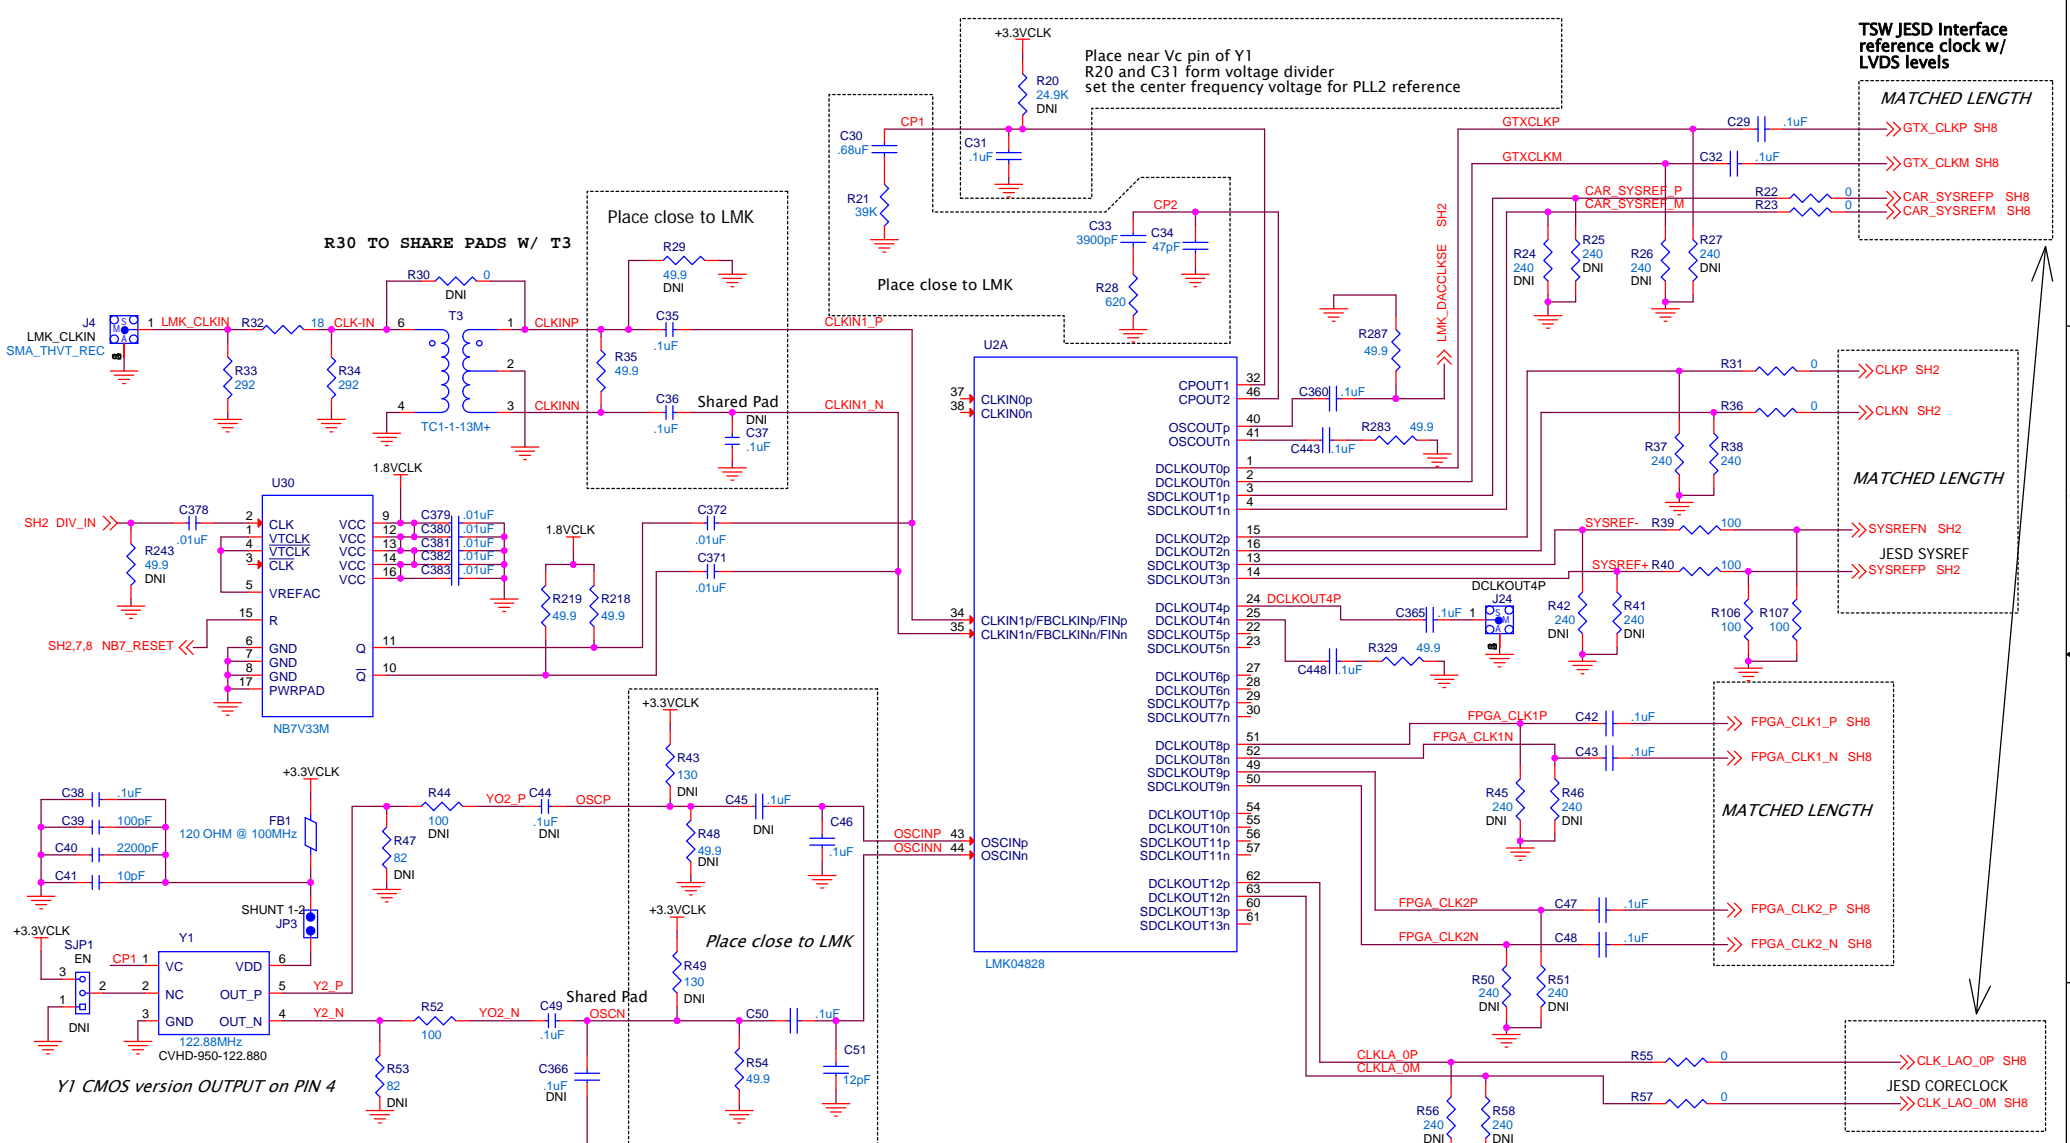 +3.3VCLK
Place near Vc pin of Y1
R20 and C31 form voltage divider
set the center frequency voltage for PLL2 reference
R20
24.9K
DNI
TSW JESD Interface
reference clock w/
LVDS levels
MATCHED LENGTH
C30
.68uF
CP1
C31
.1uF
R21
39K
GTXCLKP
C29 .1uF
GTX_CLKP SH8
GTXCLKM
C32 .1uF
GTX_CLKM SH8
CAR_SYSREF_P
R22 0
CAR_SYSREFP SH8
CAR_SYSREF_M
R23 0
CAR_SYSREFM SH8
CP2
C33
3900pF
C34
47pF
R28
620
Place close to LMK
R24
240
DNI
R25
240
DNI
R26
240
DNI
R27
240
DNI
LMK_DACCLKSE SH2
Place close to LMK
R30 TO SHARE PADS W/ T3
R29
49.9
DNI
R30 0
DNI
J4
LMK_CLKIN
SMA_THVT_REC
S
M
A
1
LMK_CLKIN
R32 18
CLK-IN
R33
292
R34
292
T3
6
4
1
2
3
TC1-1-13M+
CLKINP
CLKINN
R35
49.9
C35
.1uF
C36
.1uF
Shared Pad
DNI
C37
.1uF
CLKIN1_P
CLKIN1_N
R287
49.9
C360 .1uF
C443 .1uF
R283 49.9
R31 0
CLKP SH2
R36 0
CLKN SH2
R37
240
R38
240
MATCHED LENGTH
SYSREF- R39 100
SYSREFN SH2
JESD SYSREF
SYSREF+ R40 100
SYSREFP SH2
R42
240
DNI
R41
240
DNI
R106
100
R107
100
1.8VCLK
U30
SH2 DIV_IN
C378
.01uF
R243
49.9
DNI
2 CLK
1 VTCLK
4 VTCLK
3 CLK
5 VREFAC
15 R
6 GND
7 GND
8 GND
17 PWRPAD
VCC 9
VCC 12
VCC 13
VCC 14
VCC 16
Q 11
Q 10
NB7V33M
SH2,7,8 NB7_RESET
C379 .01uF
C380 .01uF
C381 .01uF
C382 .01uF
C383 .01uF
1.8VCLK
R219
49.9
R218
49.9
C372
.01uF
C371
.01uF
U2A
37 CLKIN0p
38 CLKIN0n
34 CLKIN1p/FBCLKINp/FINp
35 CLKIN1n/FBCLKINn/FINn
43 OSCINp
44 OSCINn
CPOUT1 32
CPOUT2 46
OSCOUTp 40
OSCOUTn 41
DCLKOUT0p 1
DCLKOUT0n 2
SDCLKOUT1p 3
SDCLKOUT1n 4
DCLKOUT2p 15
DCLKOUT2n 16
SDCLKOUT3p 13
SDCLKOUT3n 14
DCLKOUT4p 24
DCLKOUT4n 25
SDCLKOUT5p 22
SDCLKOUT5n 23
DCLKOUT6p 27
DCLKOUT6n 28
SDCLKOUT7p 29
SDCLKOUT7n 30
DCLKOUT8p 51
DCLKOUT8n 52
SDCLKOUT9p 49
SDCLKOUT9n 50
DCLKOUT10p 54
DCLKOUT10n 55
SDCLKOUT11p 56
SDCLKOUT11n 57
DCLKOUT12p 62
DCLKOUT12n 63
SDCLKOUT13p 60
SDCLKOUT13n 61
LMK04828
DCLKOUT4P
C365 .1uF
DCLKOUT4P
J24
1
S
M
A
C448 .1uF
R329 49.9
FPGA_CLK1P
C42 .1uF
FPGA_CLK1_P SH8
FPGA_CLK1N
C43 .1uF
FPGA_CLK1_N SH8
R45
240
DNI
R46
240
DNI
MATCHED LENGTH
FPGA_CLK2P
C47 .1uF
FPGA_CLK2_P SH8
FPGA_CLK2N
C48 .1uF
FPGA_CLK2_N SH8
R50
240
DNI
R51
240
DNI
CLKLA_0P
R55 0
CLK_LAO_0P SH8
CLKLA_0M
JESD CORECLOCK
R57 0
CLK_LAO_0M SH8
R56
240
DNI
R58
240
DNI
+3.3VCLK
C38 .1uF
C39 100pF
C40 2200pF
C41 10pF
FB1
120 OHM @ 100MHz
SHUNT 1-2
JP3
+3.3VCLK
SJP1
EN
3
2
1
DNI
Y1
CP1 1 VC
2 NC
3 GND
VDD 6
OUT_P 5
OUT_N 4
122.88MHz
CVHD-950-122.880
Y1 CMOS version OUTPUT on PIN 4
Y2_P
Y2_N
R47
82
DNI
R44
100
DNI
YO2_P
C44
.1uF
DNI
OSCP
+3.3VCLK
R43
130
DNI
R48
49.9
DNI
C45 .1uF
DNI
C46
.1uF
OSCINP
OSCINN
+3.3VCLK
R49
130
DNI
Place close to LMK
R52
100
YO2_N
C49
.1uF
Shared Pad
OSCN
R53
82
DNI
C366
.1uF
DNI
C50 .1uF
R54
49.9
C51
12pF